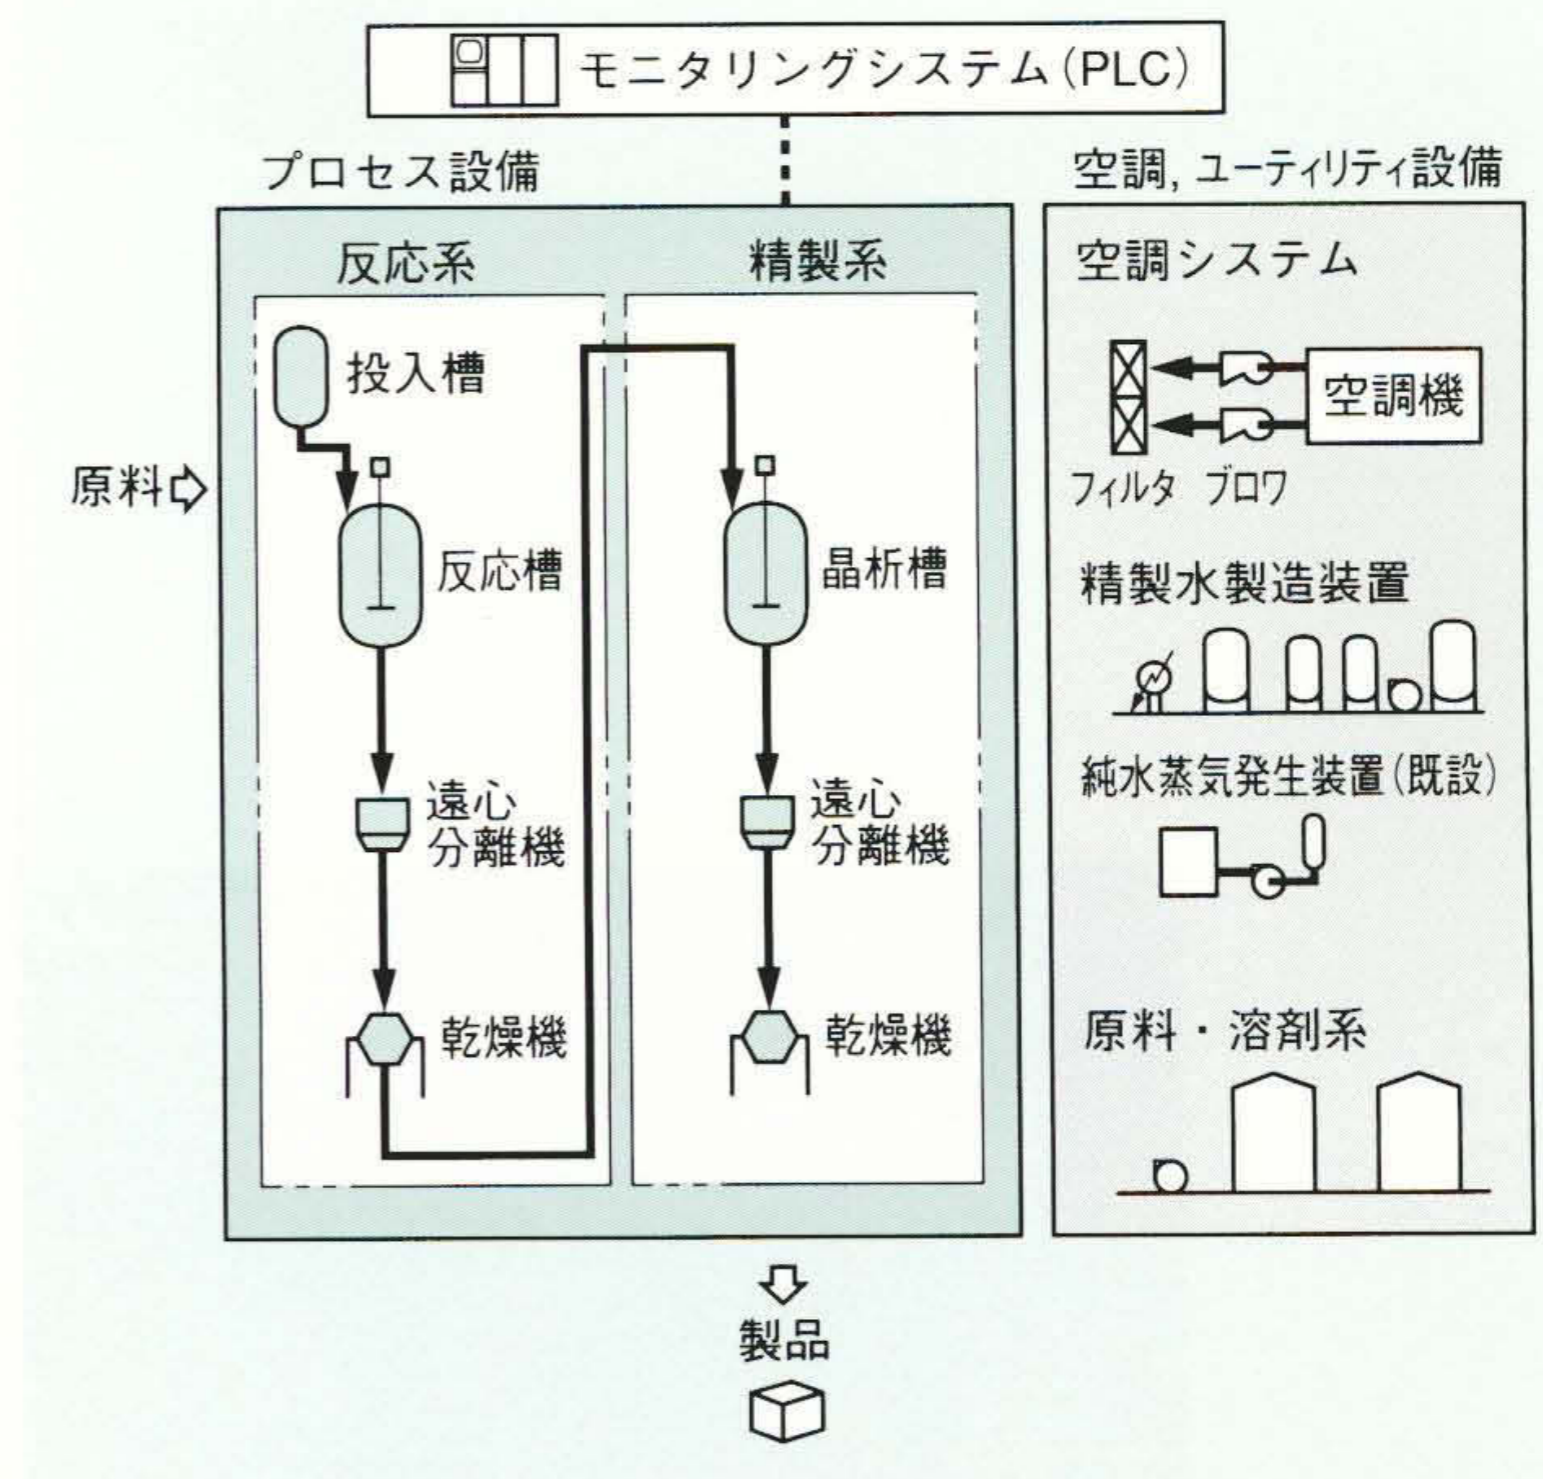 モニタリングシステム(PLC)
プロセス設備
反応系
精製系
投入槽
原料
反応槽
晶析槽
遠心
分離機
遠心
分離機
乾燥機
乾燥機
製品
空調, ユーティリティ設備
空調システム
空調機
フィルタ ブロワ
精製水製造装置
純水蒸気発生装置(既設)
原料・溶剤系